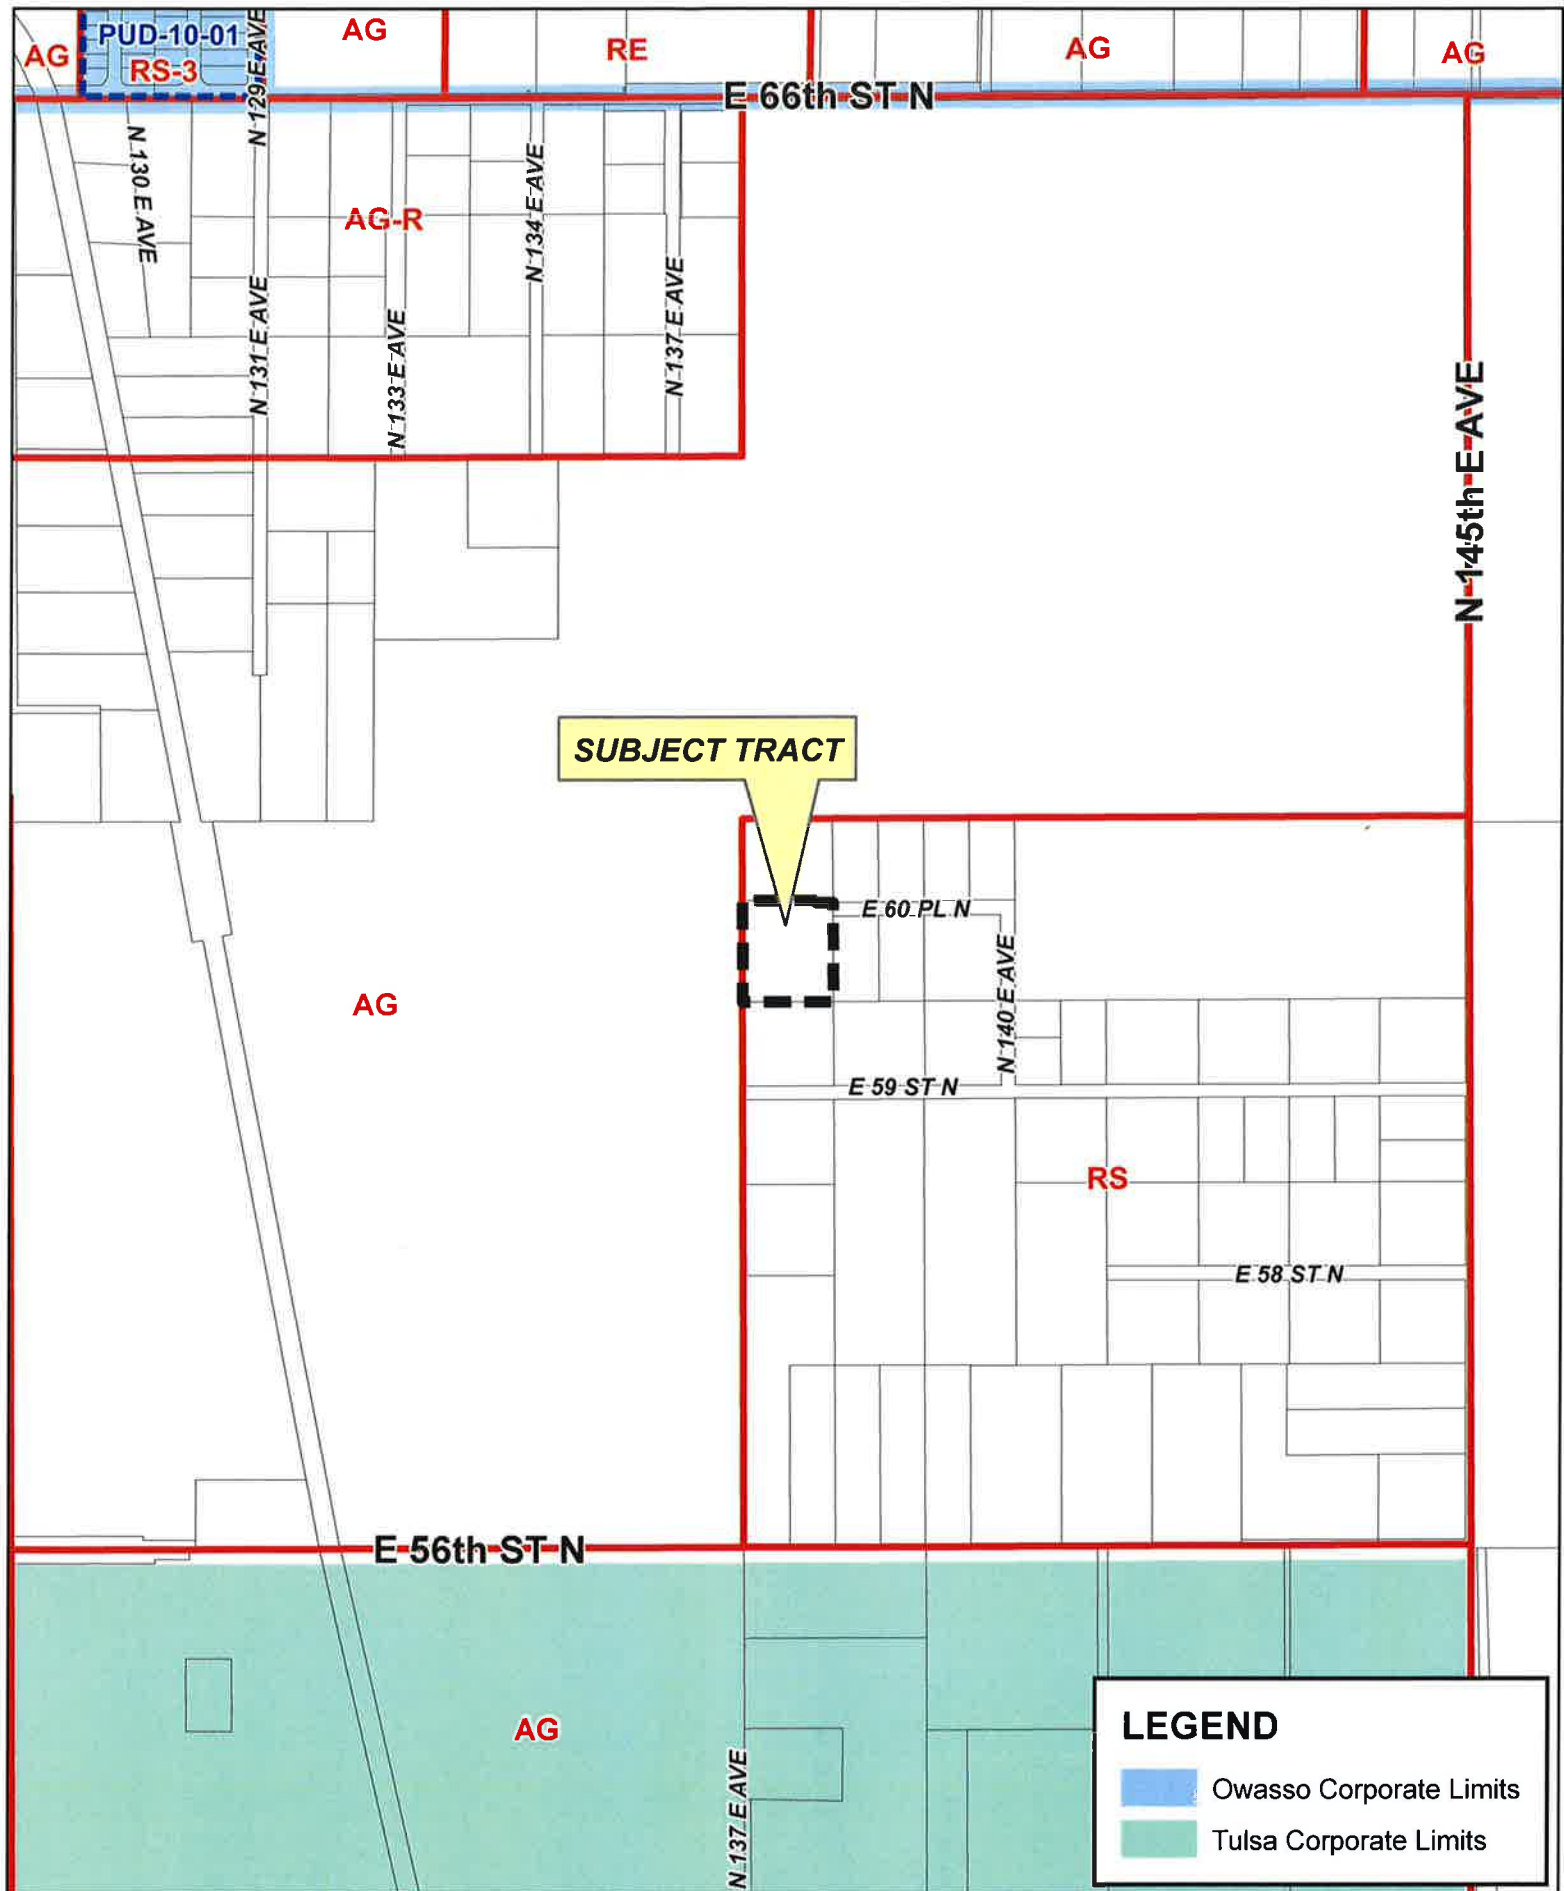 AG
PUD-10-01
RS-3
N 129 E AVE
AG
RE
AG
AG
E 66th ST N
N 130 E AVE
N 131 E AVE
AG-R
N 133 E AVE
N 134 E AVE
N 137 E AVE
N 145th E AVE
SUBJECT TRACT
E 60 PL N
N 140 E AVE
AG
E 59 ST N
RS
E 58 ST N
E 56th ST N
AG
N 137 E AVE
LEGEND
Owasso Corporate Limits
Tulsa Corporate Limits